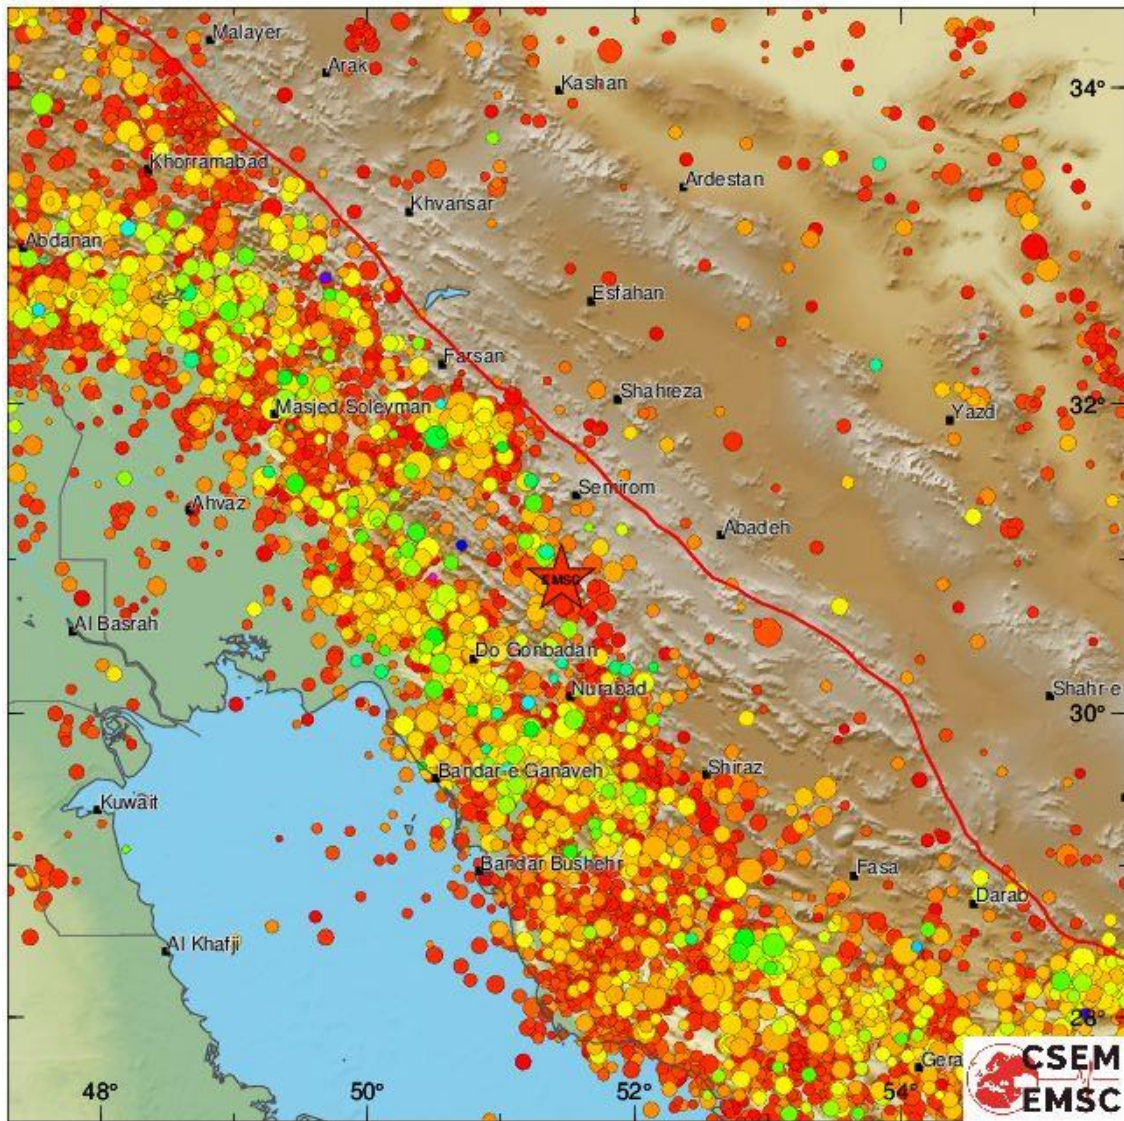 Malayer
Arak
Kashan
34°
Khorramabad
Ardestan
Khvansar
Abdanan
Esfahan
Farsan
Shahreza
Masjed Soleyman
Yazd
32°
Semirom
Ahvaz
Abadeh
EMSC
Al Basrah
Do Gonbadan
Nurabad
Shahr-e
30°
Shiraz
Bandar-e Ganaveh
Kuwait
Bandar Bushehr
Fasa
Darab
Al Khafji
28°
Gera
CSEM
EMSC
48°
50°
52°
54°